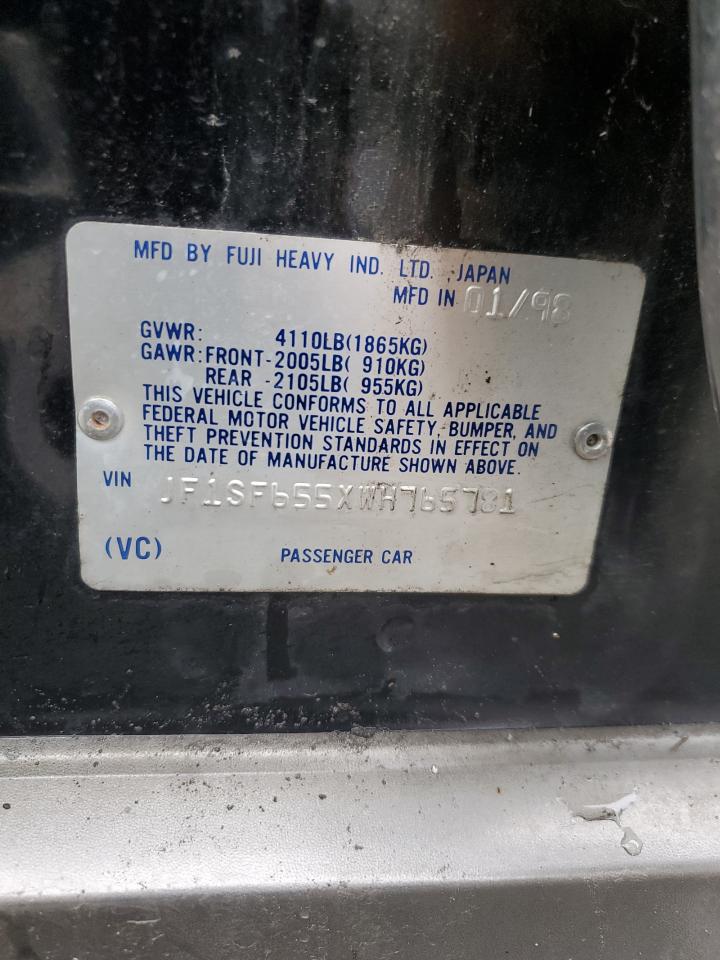 MFD BY FUJI HEAVY IND. LTD. ,JAPAN
MFD IN 01/98
GVWR: 4110LB(1865KG)
GAWR:FRONT-2005LB( 910KG)
REAR -2105LB( 955KG)
THIS VEHICLE CONFORMS TO ALL APPLICABLE
FEDERAL MOTOR VEHICLE SAFETY, BUMPER, AND
THEFT PREVENTION STANDARDS IN EFFECT ON
THE DATE OF MANUFACTURE SHOWN ABOVE.
VIN JF1SF655XWH765781
(VC) PASSENGER CAR